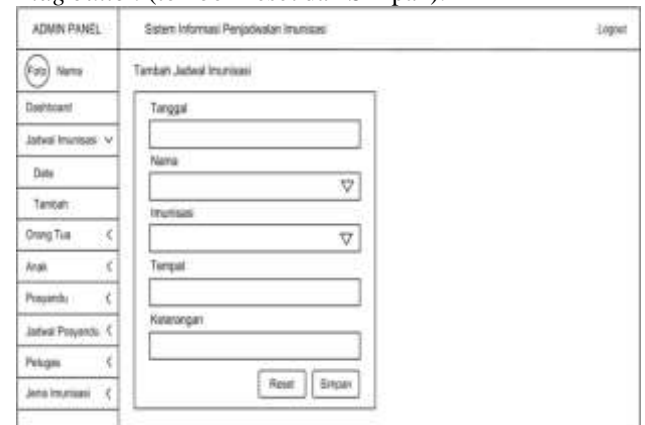 ADMIN PANEL
Sistem Informasi Penjadwalan Imunisasi
Logout
Foto
Nama
Tambah Jadwal Imunisasi
Dashboard
Jadwal Imunisasi
Data
Tambah
Orang Tua
Anak
Posyandu
Jadwal Posyandu
Petugas
Jenis Imunisasi
Tanggal
Nama
Imunisasi
Tempat
Keterangan
Reset
Simpan